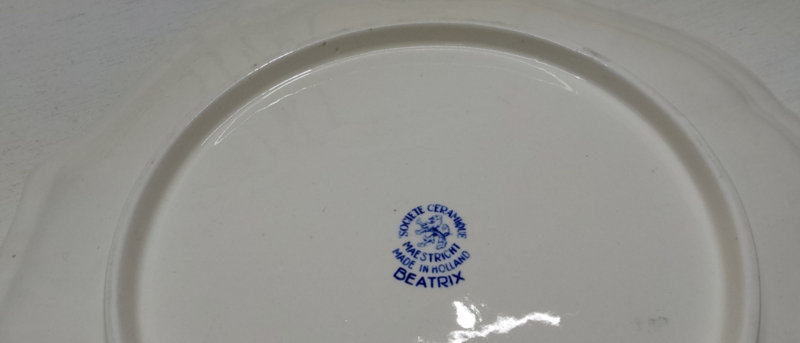 SOCIETE CERAMIQUE
MAESTRICHT
MADE IN HOLLAND
BEATRIX